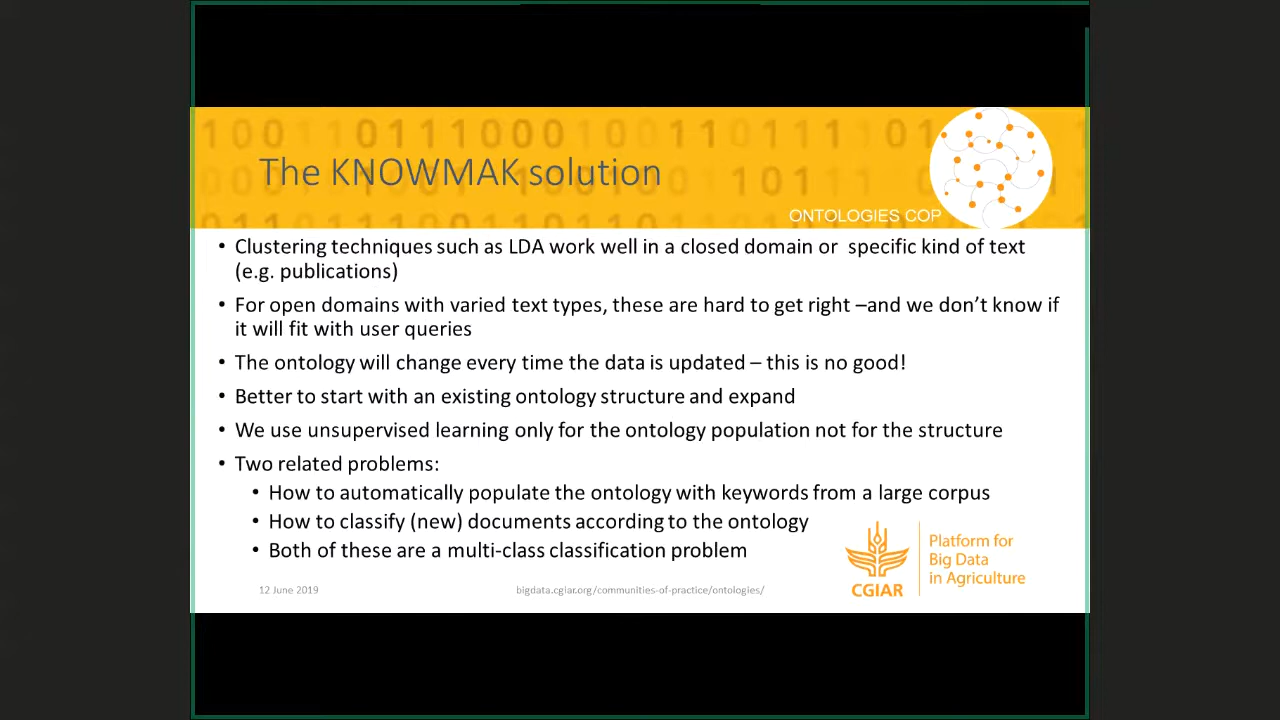 The KNOWMAK solution
ONTOLOGIES COP
• Clustering techniques such as LDA work well in a closed domain or specific kind of text
(e.g. publications)
• For open domains with varied text types, these are hard to get right –and we don’t know if
it will fit with user queries
• The ontology will change every time the data is updated – this is no good!
• Better to start with an existing ontology structure and expand
• We use unsupervised learning only for the ontology population not for the structure
• Two related problems:
• How to automatically populate the ontology with keywords from a large corpus
• How to classify (new) documents according to the ontology
• Both of these are a multi-class classification problem
12 June 2019
bigdata.cgiar.org/communities-of-practice/ontologies/
CGIAR
Platform for
Big Data
in Agriculture